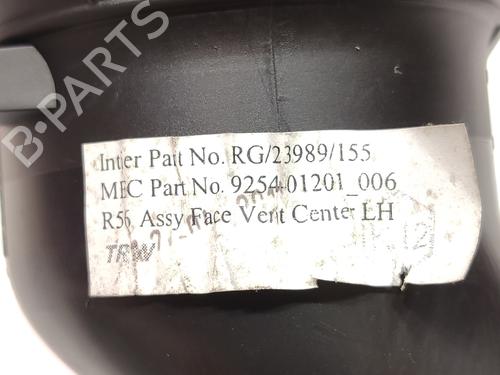 B-PARTS
Inter Part No. RG/23989/155
MEC Part No. 9254-01201_006
R56 Assy Face Vent Center LH
TRW